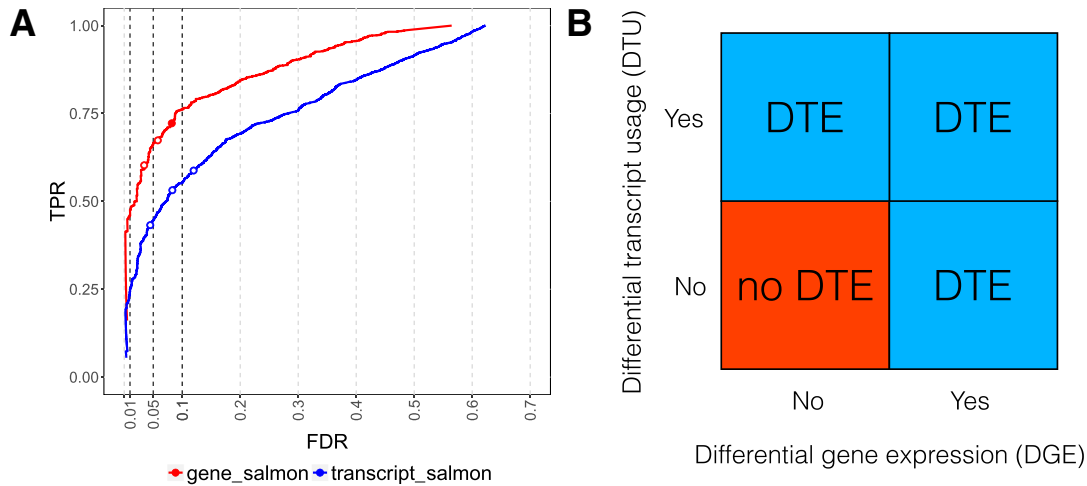 A
1.00
0.75
0.50
0.25
0.00
TPR
0.01
0.05
0.1
0.2
0.3
0.4
0.5
0.6
0.7
FDR
gene_salmon transcript_salmon
B
Differential transcript usage (DTU)
Yes
DTE DTE
No
no DTE DTE
No Yes
Differential gene expression (DGE)